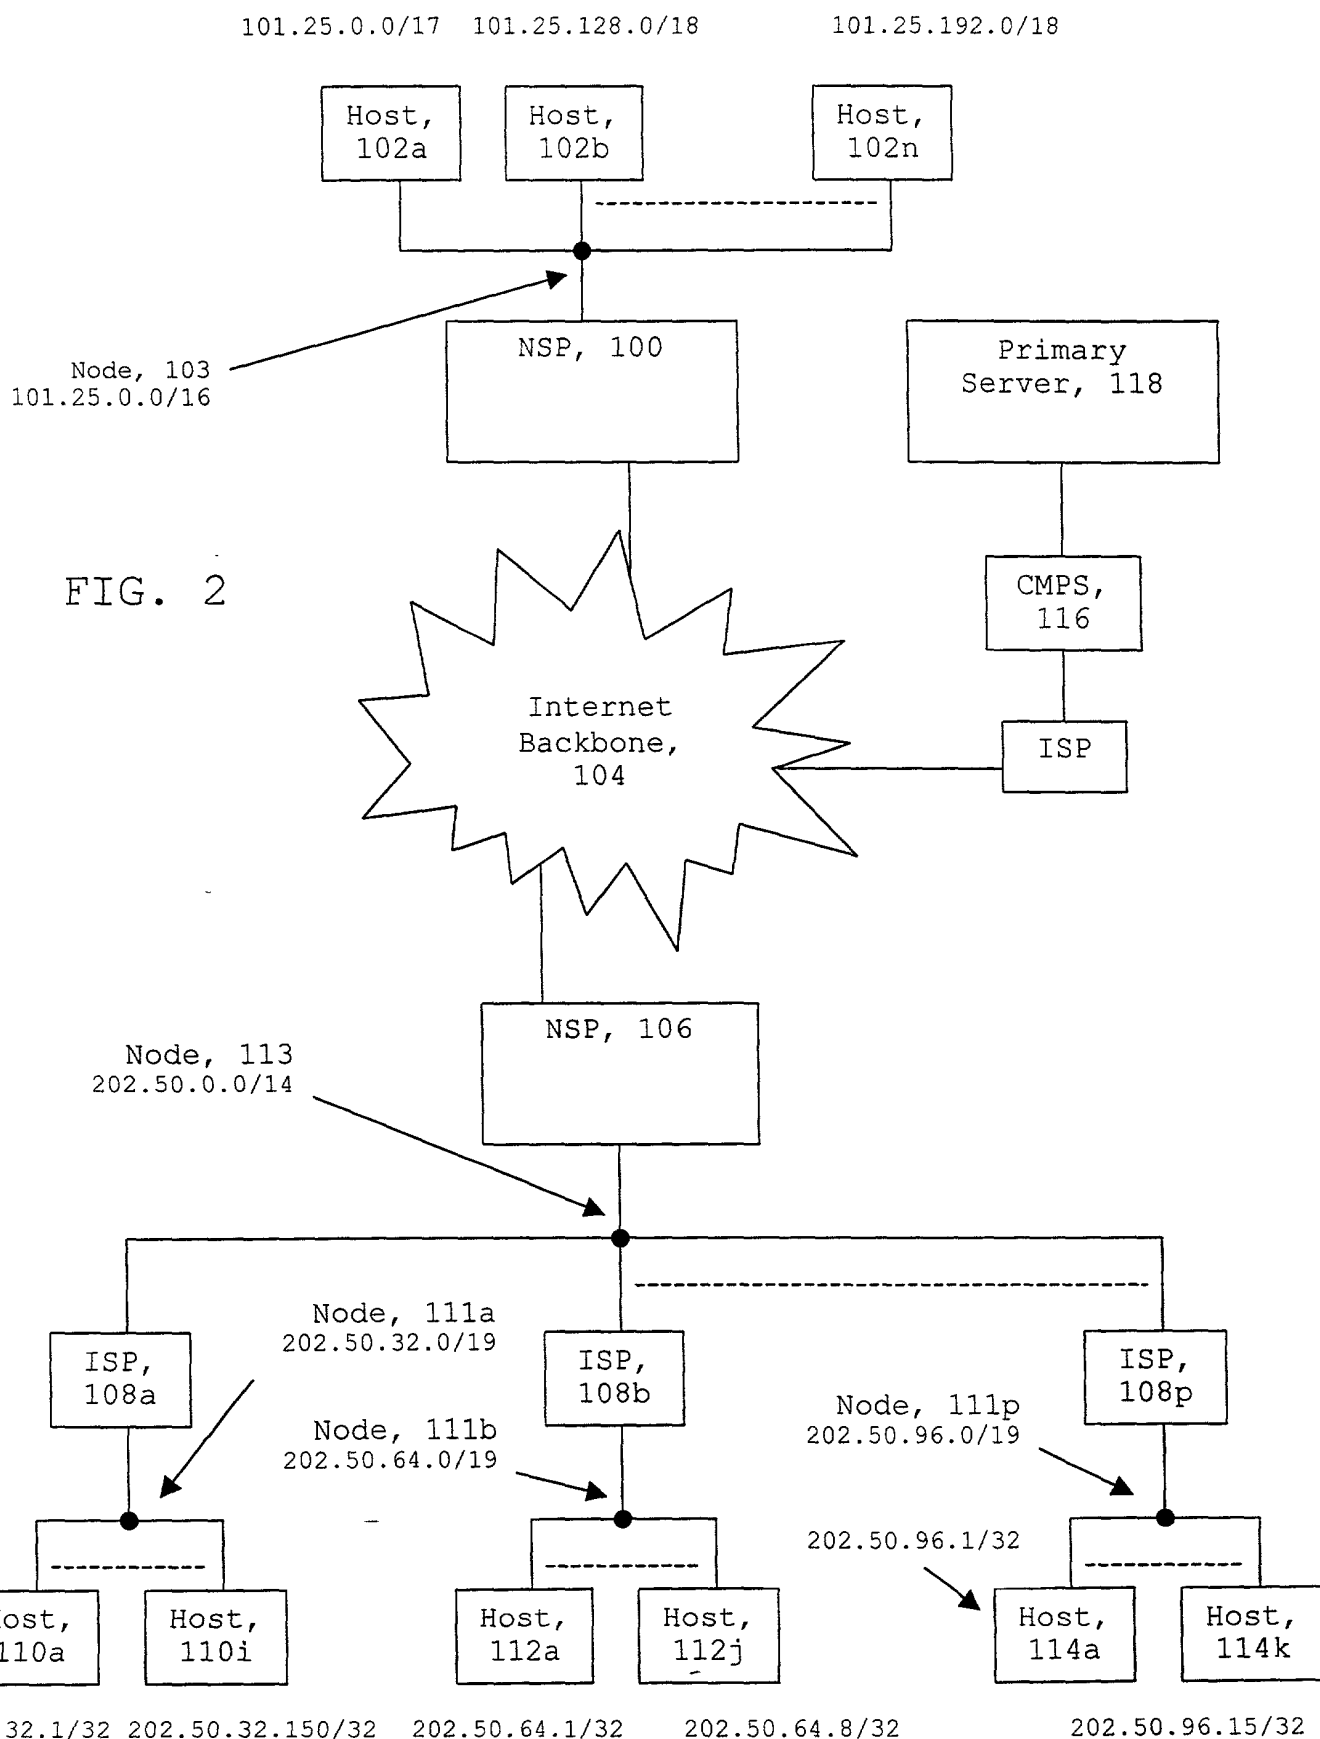 101.25.0.0/17 101.25.128.0/18 101.25.192.0/18
Host,
102a
Host,
102b
Host,
102n
Node, 103
101.25.0.0/16
NSP, 100
Primary
Server, 118
FIG. 2
CMPS,
116
Internet
Backbone,
104
ISP
NSP, 106
Node, 113
202.50.0.0/14
Node, 111a
202.50.32.0/19
ISP,
108a
ISP,
108b
ISP,
108p
Node, 111b
202.50.64.0/19
Node, 111p
202.50.96.0/19
202.50.96.1/32
110a
Host,
110i
Host,
112a
Host,
112j
Host,
114a
Host,
114k
32.1/32 202.50.32.150/32 202.50.64.1/32 202.50.64.8/32 202.50.96.15/32